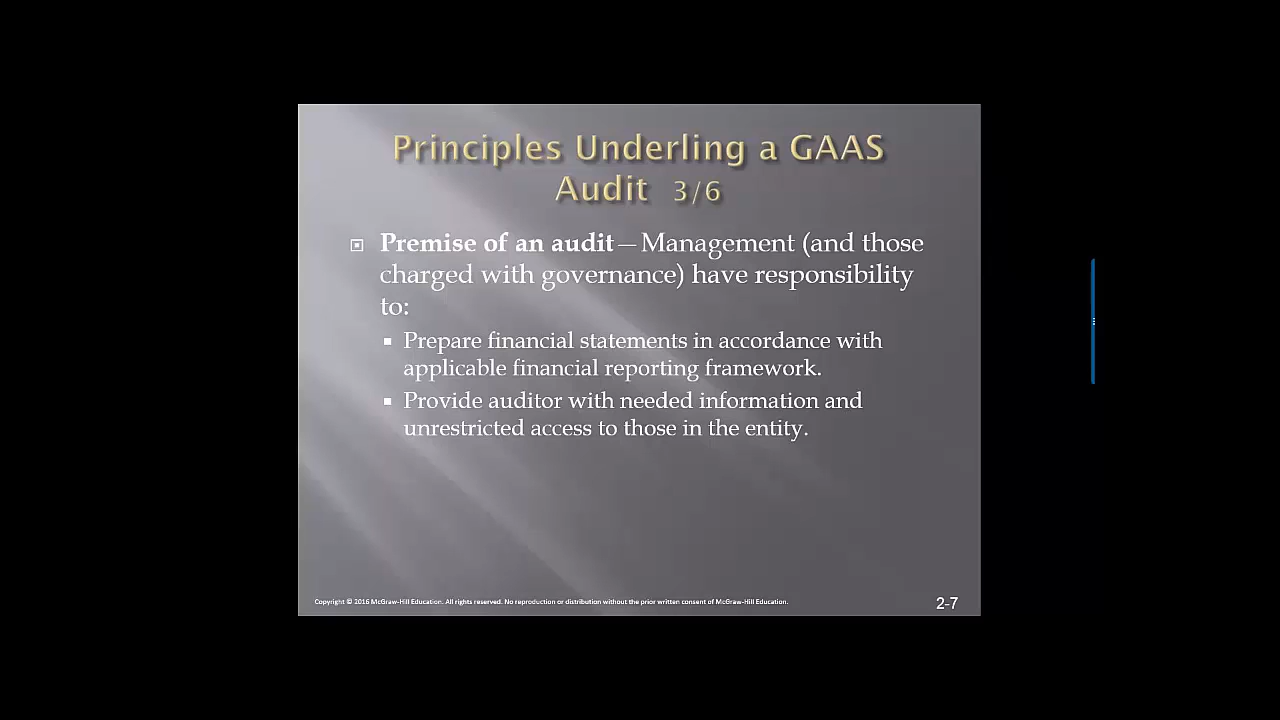 Principles Underling a GAAS
Audit 3/6
Premise of an audit—Management (and those
charged with governance) have responsibility
to:
Prepare financial statements in accordance with
applicable financial reporting framework.
Provide auditor with needed information and
unrestricted access to those in the entity.
Copyright © 2016 McGraw-Hill Education. All rights reserved. No reproduction or distribution without the prior written consent of McGraw-Hill Education.
2-7